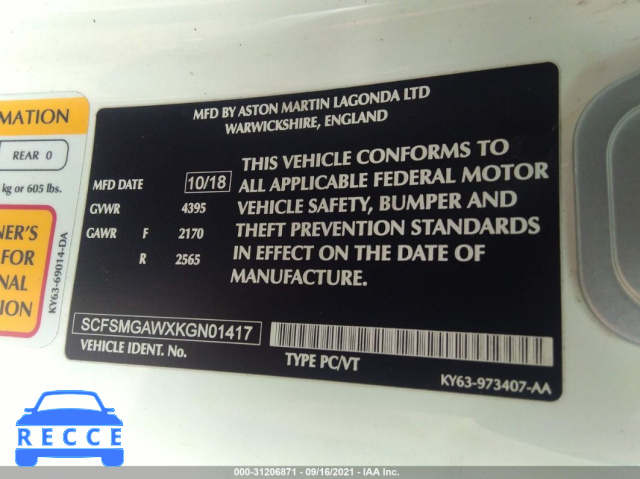 MATION
REAR 0
kg or 605 lbs.
NER'S
FOR
NAL
ION
KY63-69014-DA
MFD BY ASTON MARTIN LAGONDA LTD
WARWICKSHIRE, ENGLAND
MFD DATE 10/18
GVWR 4395
GAWR F 2170
R 2565
THIS VEHICLE CONFORMS TO
ALL APPLICABLE FEDERAL MOTOR
VEHICLE SAFETY, BUMPER AND
THEFT PREVENTION STANDARDS
IN EFFECT ON THE DATE OF
MANUFACTURE.
SCFSMGAWXKGN01417
VEHICLE IDENT. No.
TYPE PC/VT
KY63-973407-AA
RECCE
000-31206871 - 09/16/2021 - IAA Inc.